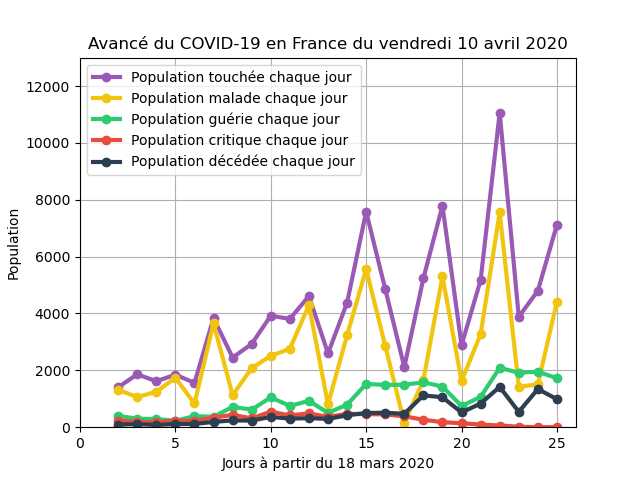 Avancé du COVID-19 en France du vendredi 10 avril 2020
Population touchée chaque jour
Population malade chaque jour
Population guérie chaque jour
Population critique chaque jour
Population décédée chaque jour
Population
12000
10000
8000
6000
4000
2000
0
0 5 10 15 20 25
Jours à partir du 18 mars 2020